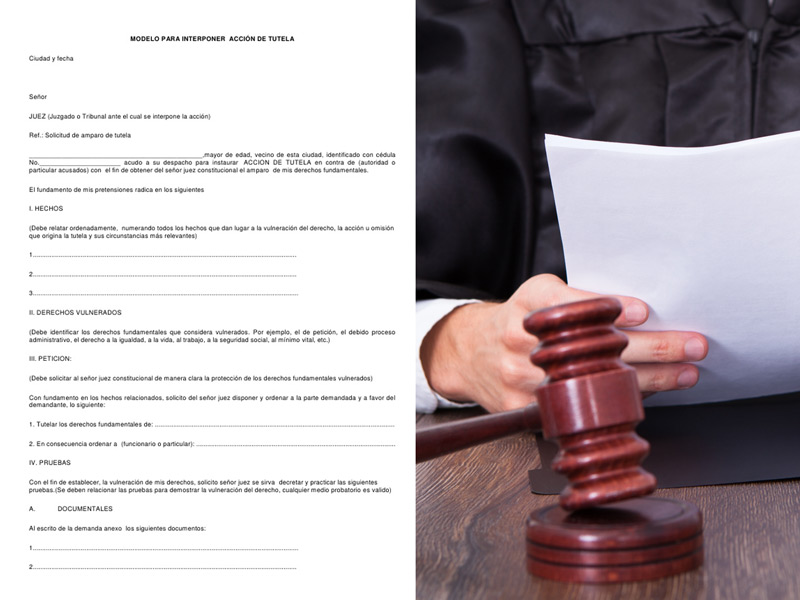 MODELO PARA INTERPONER ACCIÓN DE TUTELA
Ciudad y fecha
Señor
JUEZ (Juzgado o Tribunal ante el cual se interpone la acción)
Ref.: Solicitud de amparo de tutela
______________________________________________,mayor de edad, vecino de esta ciudad, identificado con cédula
No.______________________ acudo a su despacho para instaurar ACCION DE TUTELA en contra de (autoridad o
particular acusados) con el fin de obtener del señor juez constitucional el amparo de mis derechos fundamentales.
El fundamento de mis pretensiones radica en los siguientes
I. HECHOS
(Debe relatar ordenadamente, numerando todos los hechos que dan lugar a la vulneración del derecho, la acción u omisión
que origina la tutela y sus circunstancias más relevantes)
1..............................................................................................................................
2..............................................................................................................................
3..............................................................................................................................
II. DERECHOS VULNERADOS
(Debe identificar los derechos fundamentales que considera vulnerados. Por ejemplo, el de petición, el debido proceso
administrativo, el derecho a la igualdad, a la vida, al trabajo, a la seguridad social, al mínimo vital, etc.)
III. PETICION:
(Debe solicitar al señor juez constitucional de manera clara la protección de los derechos fundamentales vulnerados)
Con fundamento en los hechos relacionados, solicito del señor juez disponer y ordenar a la parte demandada y a favor del
demandante, lo siguiente:
1. Tutelar los derechos fundamentales de: ..........................................................................................................
2. En consecuencia ordenar a (funcionario o particular): ......................................................................................
IV. PRUEBAS
Con el fin de establecer, la vulneración de mis derechos, solicito señor juez se sirva decretar y practicar las siguientes
pruebas.(Se deben relacionar las pruebas para demostrar la vulneración del derecho, cualquier medio probatorio es valido)
A. DOCUMENTALES
Al escrito de la demanda anexo los siguientes documentos:
1..............................................................................................................................
2..............................................................................................................................